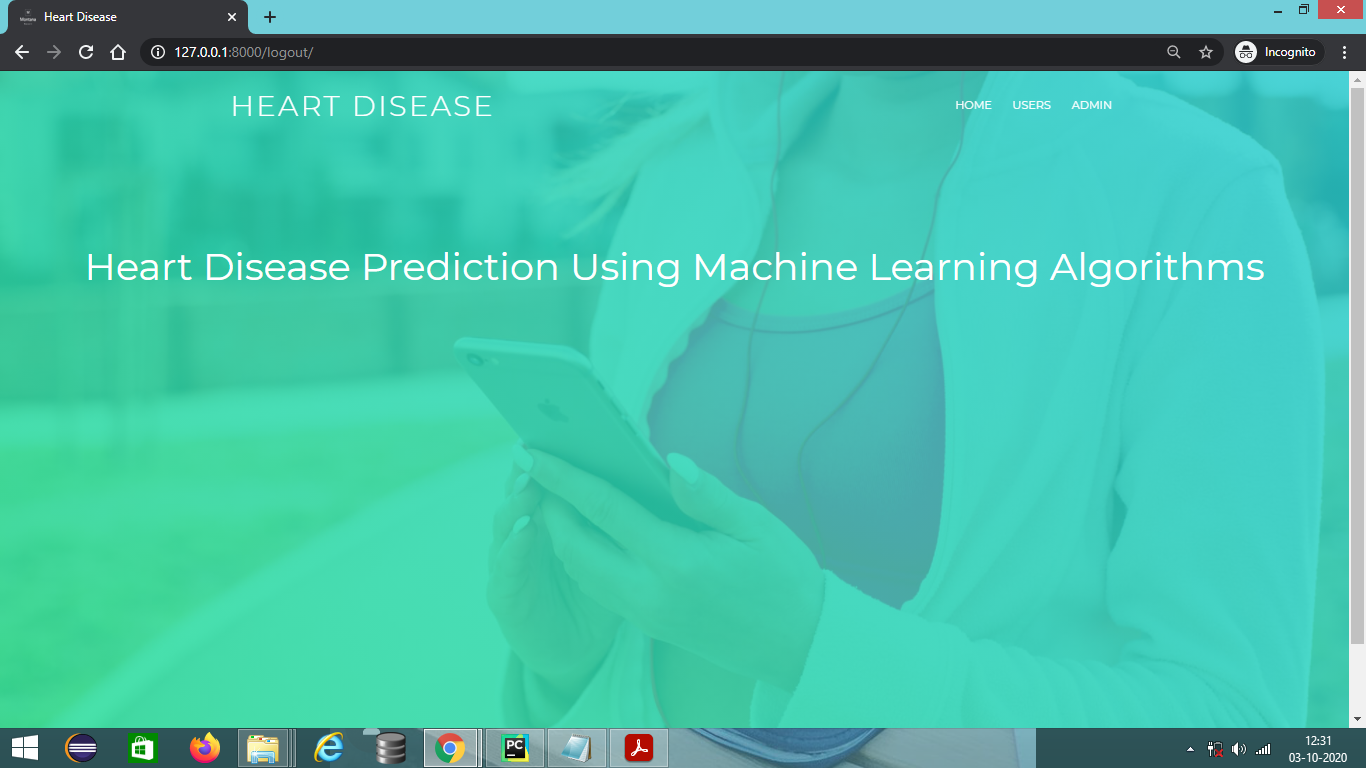 Heart Disease
127.0.0.1:8000/logout/
Incognito
HEART DISEASE
HOME USERS ADMIN
Heart Disease Prediction Using Machine Learning Algorithms
PC
12:31
03-10-2020